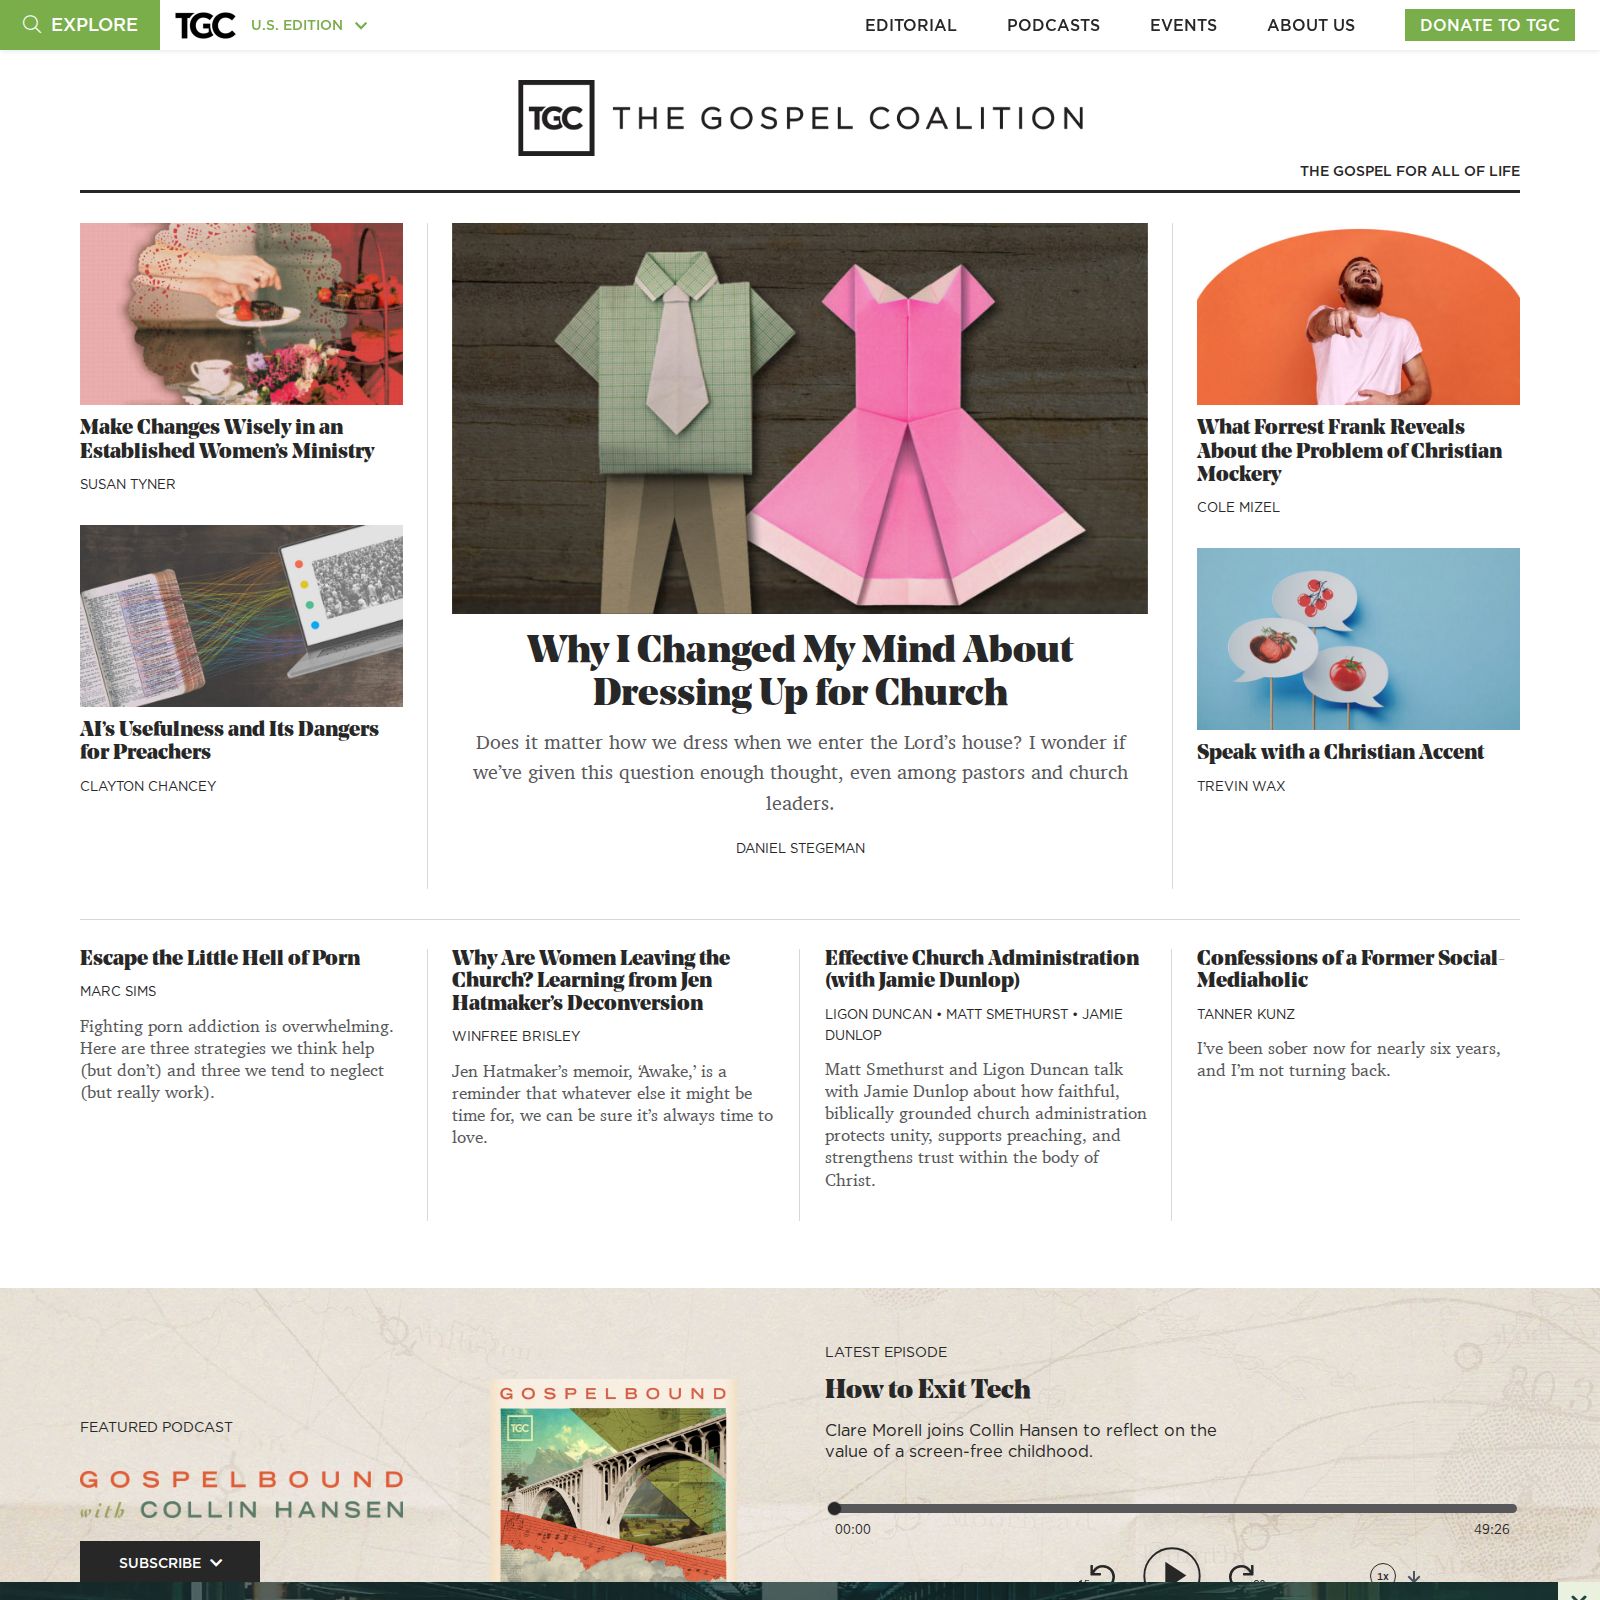 EXPLORE
TGC
U.S. EDITION
EDITORIAL
PODCASTS
EVENTS
ABOUT US
DONATE TO TGC
TGC THE GOSPEL COALITION
THE GOSPEL FOR ALL OF LIFE
Make Changes Wisely in an
Established Women's Ministry
SUSAN TYNER
AI's Usefulness and Its Dangers
for Preachers
CLAYTON CHANCEY
Why I Changed My Mind About
Dressing Up for Church
Does it matter how we dress when we enter the Lord's house? I wonder if
we've given this question enough thought, even among pastors and church
leaders.
DANIEL STEGEMAN
What Forrest Frank Reveals
About the Problem of Christian
Mockery
COLE MIZEL
Speak with a Christian Accent
TREVIN WAX
Escape the Little Hell of Porn
MARC SIMS
Fighting porn addiction is overwhelming.
Here are three strategies we think help
(but don't) and three we tend to neglect
(but really work).
Why Are Women Leaving the
Church? Learning from Jen
Hatmaker's Deconversion
WINFREE BRISLEY
Jen Hatmaker's memoir, 'Awake,' is a
reminder that whatever else it might be
time for, we can be sure it's always time to
love.
Effective Church Administration
(with Jamie Dunlop)
LIGON DUNCAN • MATT SMETHURST • JAMIE
DUNLOP
Matt Smethurst and Ligon Duncan talk
with Jamie Dunlop about how faithful,
biblically grounded church administration
protects unity, supports preaching, and
strengthens trust within the body of
Christ.
Confessions of a Former Social-
Mediaholic
TANNER KUNZ
I've been sober now for nearly six years,
and I'm not turning back.
FEATURED PODCAST
GOSPELBOUND
with COLLIN HANSEN
SUBSCRIBE
GOSPELBOUND
TGC
LATEST EPISODE
How to Exit Tech
Clare Morell joins Collin Hansen to reflect on the
value of a screen-free childhood.
00:00
49:26
1x